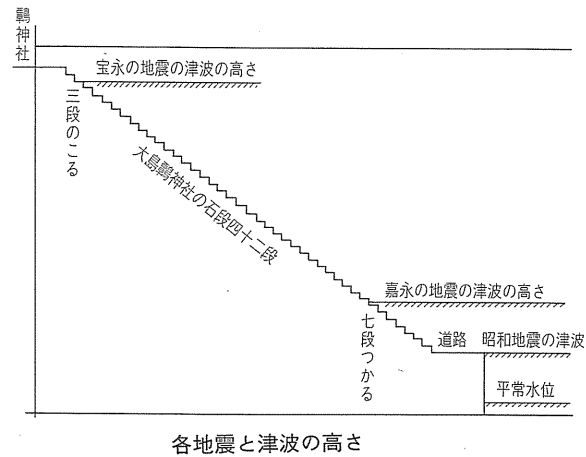 鷣神社
宝永の地震の津波の高さ
三段のこる
大島鷣神社の石段四十二段
嘉永の地震の津波の高さ
七段つかる
道路 昭和地震の津波
平常水位
各地震と津波の高さ